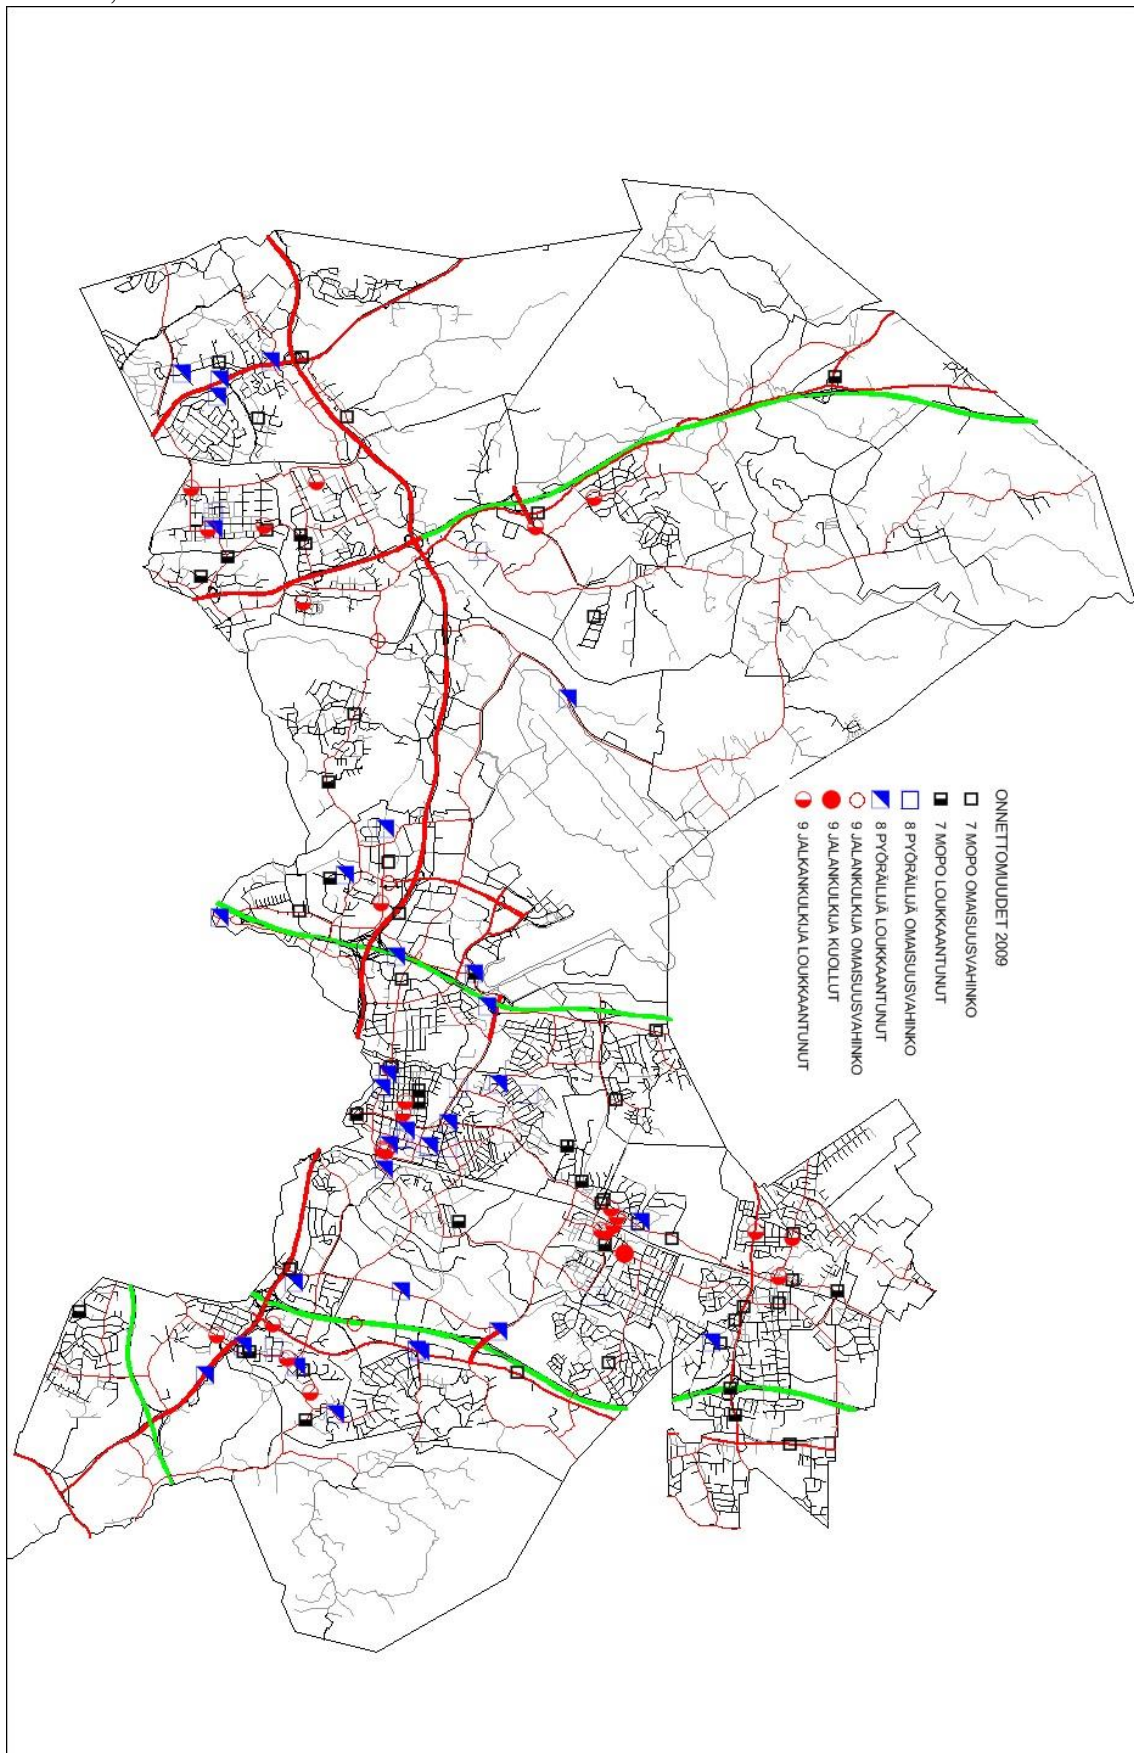 ONNETTOMUUDET 2009
7 MOPO OMAISUUSVAHINKO
7 MOPO LOUKKAANTUNUT
8 PYÖRÄILIJÄ OMAISUUSVAHINKO
8 PYÖRÄILIJÄ LOUKKAANTUNUT
9 JALANKULKIJA OMAISUUSVAHINKO
9 JALANKULKIJA KUOLLUT
9 JALKANKULKIJA LOUKKAANTUNUT